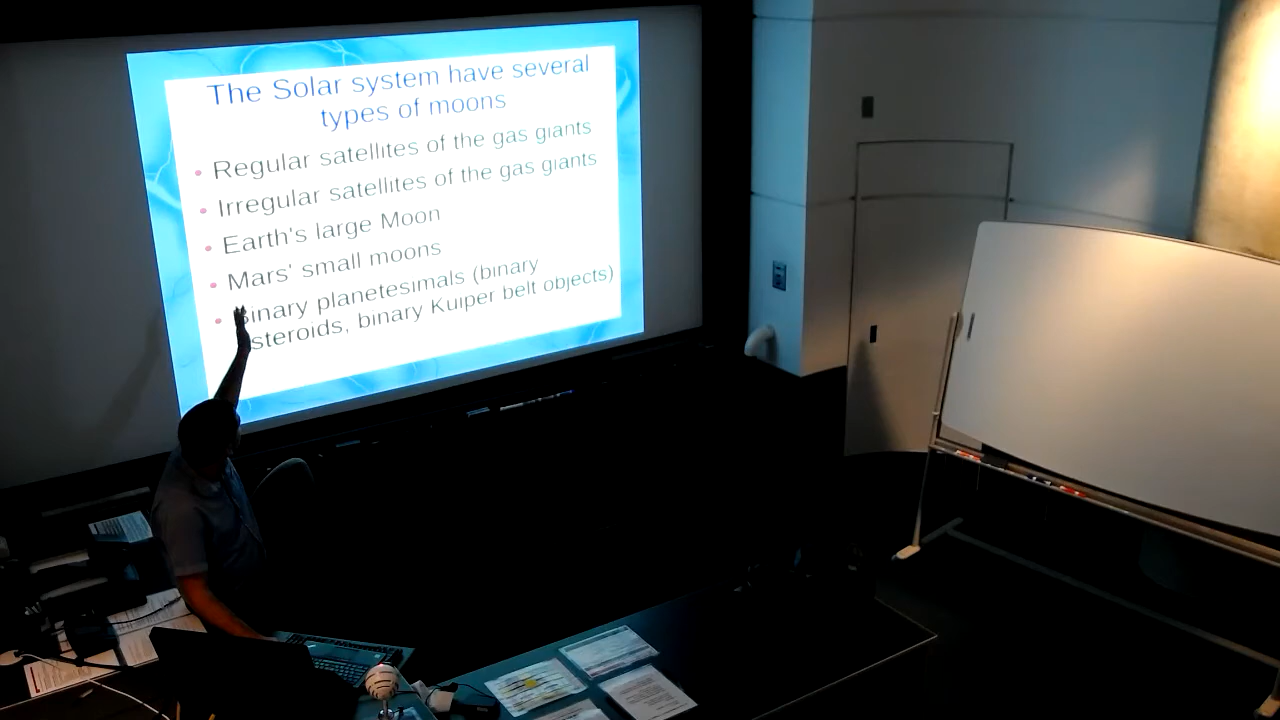 The Solar system have several
types of moons
Regular satellites of the gas giants
Irregular satellites of the gas giants
Earth's large Moon
Mars' small moons
Binary planetesimals (binary
steroids, binary Kuiper belt objects)